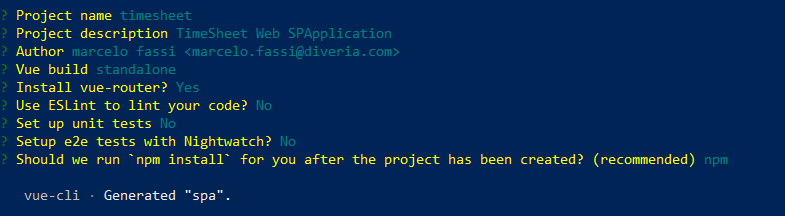 ? Project name timesheet
? Project description TimeSheet Web SPApplication
? Author marcelo fassi <marcelo.fassi@diveria.com>
? Vue build standalone
? Install vue-router? Yes
? Use ESLint to lint your code? No
? Set up unit tests No
? Setup e2e tests with Nightwatch? No
? Should we run `npm install` for you after the project has been created? (recommended) npm
vue-cli · Generated "spa".